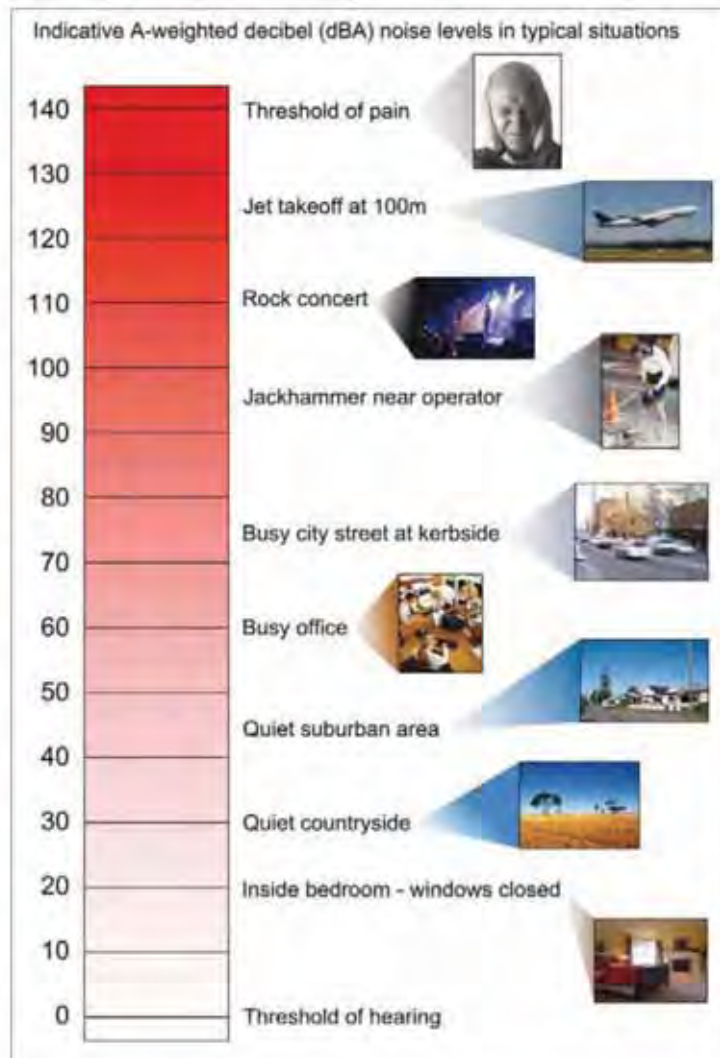 Indicative A-weighted decibel (dBA) noise levels in typical situations
140
Threshold of pain
130
Jet takeoff at 100m
120
110
Rock concert
100
Jackhammer near operator
90
80
Busy city street at kerbside
70
60
Busy office
50
Quiet suburban area
40
30
Quiet countryside
20
Inside bedroom - windows closed
10
0
Threshold of hearing